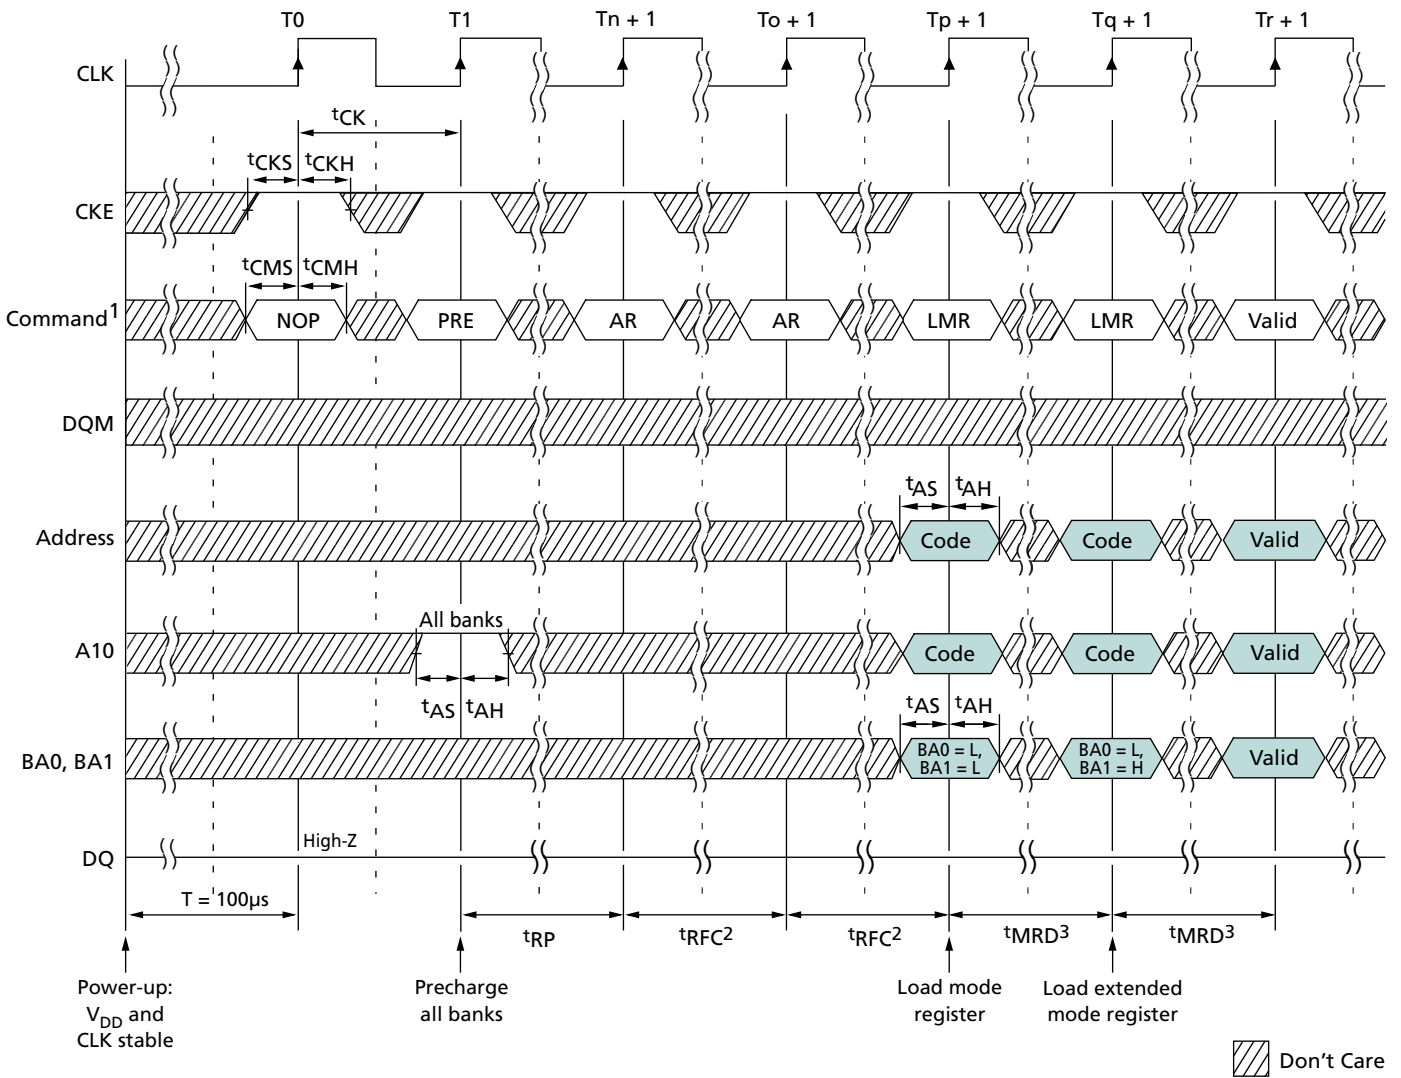 T0 T1 Tn + 1 To + 1 Tp + 1 Tq + 1 Tr + 1
CLK
tCK
tCKS tCKH
CKE
tCMS tCMH
Command1 NOP PRE AR AR LMR LMR Valid
DQM
tAS tAH
Address Code Code Valid
All banks
A10 Code Code Valid
tAS tAH tAS tAH
BA0, BA1 BA0 = L, BA1 = L BA0 = L, BA1 = H Valid
High-Z
DQ
T = 100µs
tRP tRFC2 tRFC2 tMRD3 tMRD3
Power-up: Precharge Load mode Load extended
VDD and all banks register mode register
CLK stable
Don't Care